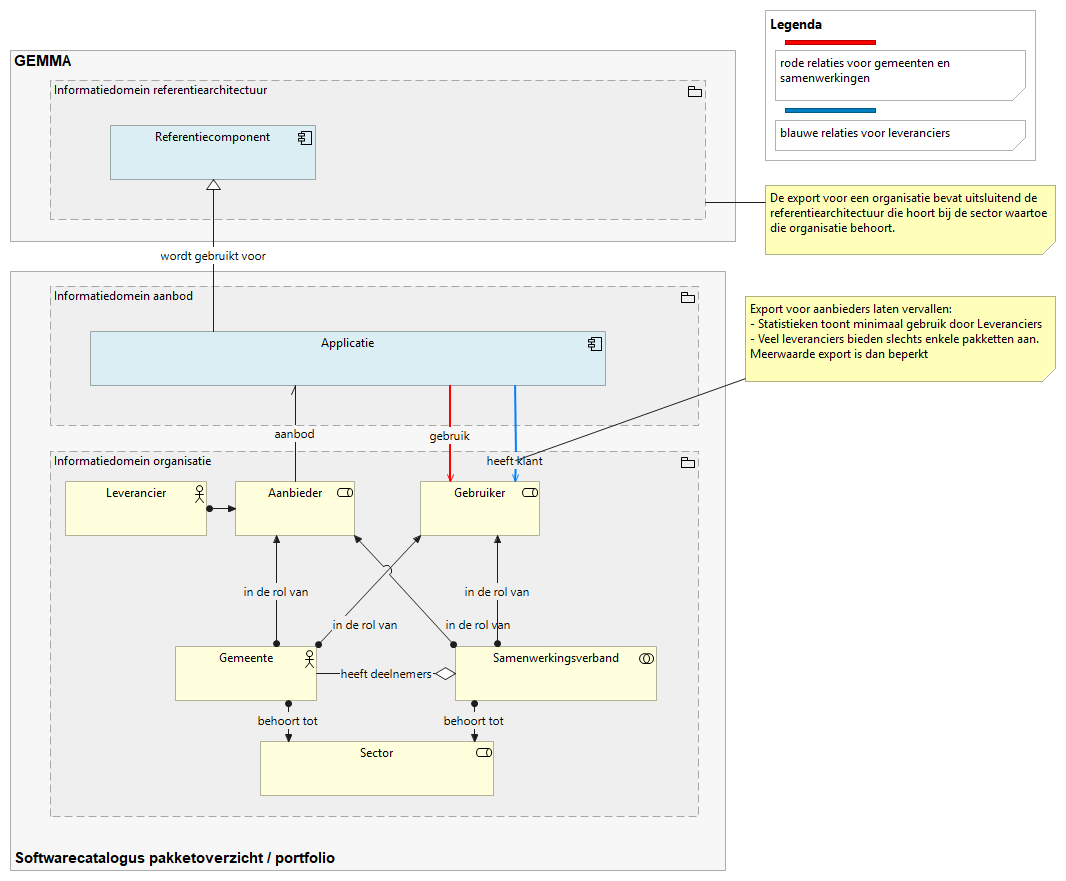 Legenda
rode relaties voor gemeenten en
samenwerkingen
blauwe relaties voor leveranciers
GEMMA
Informatiedomein referentiearchitectuur
Referentiecomponent
De export voor een organisatie bevat uitsluitend de
referentiearchitectuur die hoort bij de sector waartoe
die organisatie behoort.
wordt gebruikt voor
Informatiedomein aanbod
Applicatie
Export voor aanbieders laten vervallen:
- Statistieken toont minimaal gebruik door Leveranciers
- Veel leveranciers bieden slechts enkele pakketten aan.
Meerwaarde export is dan beperkt
aanbod
gebruik
heeft klant
Informatiedomein organisatie
Leverancier
Aanbieder
Gebruiker
in de rol van
in de rol van
in de rol van
in de rol van
Gemeente
heeft deelnemers
Samenwerkingsverband
behoort tot
behoort tot
Sector
Softwarecatalogus pakketoverzicht / portfolio